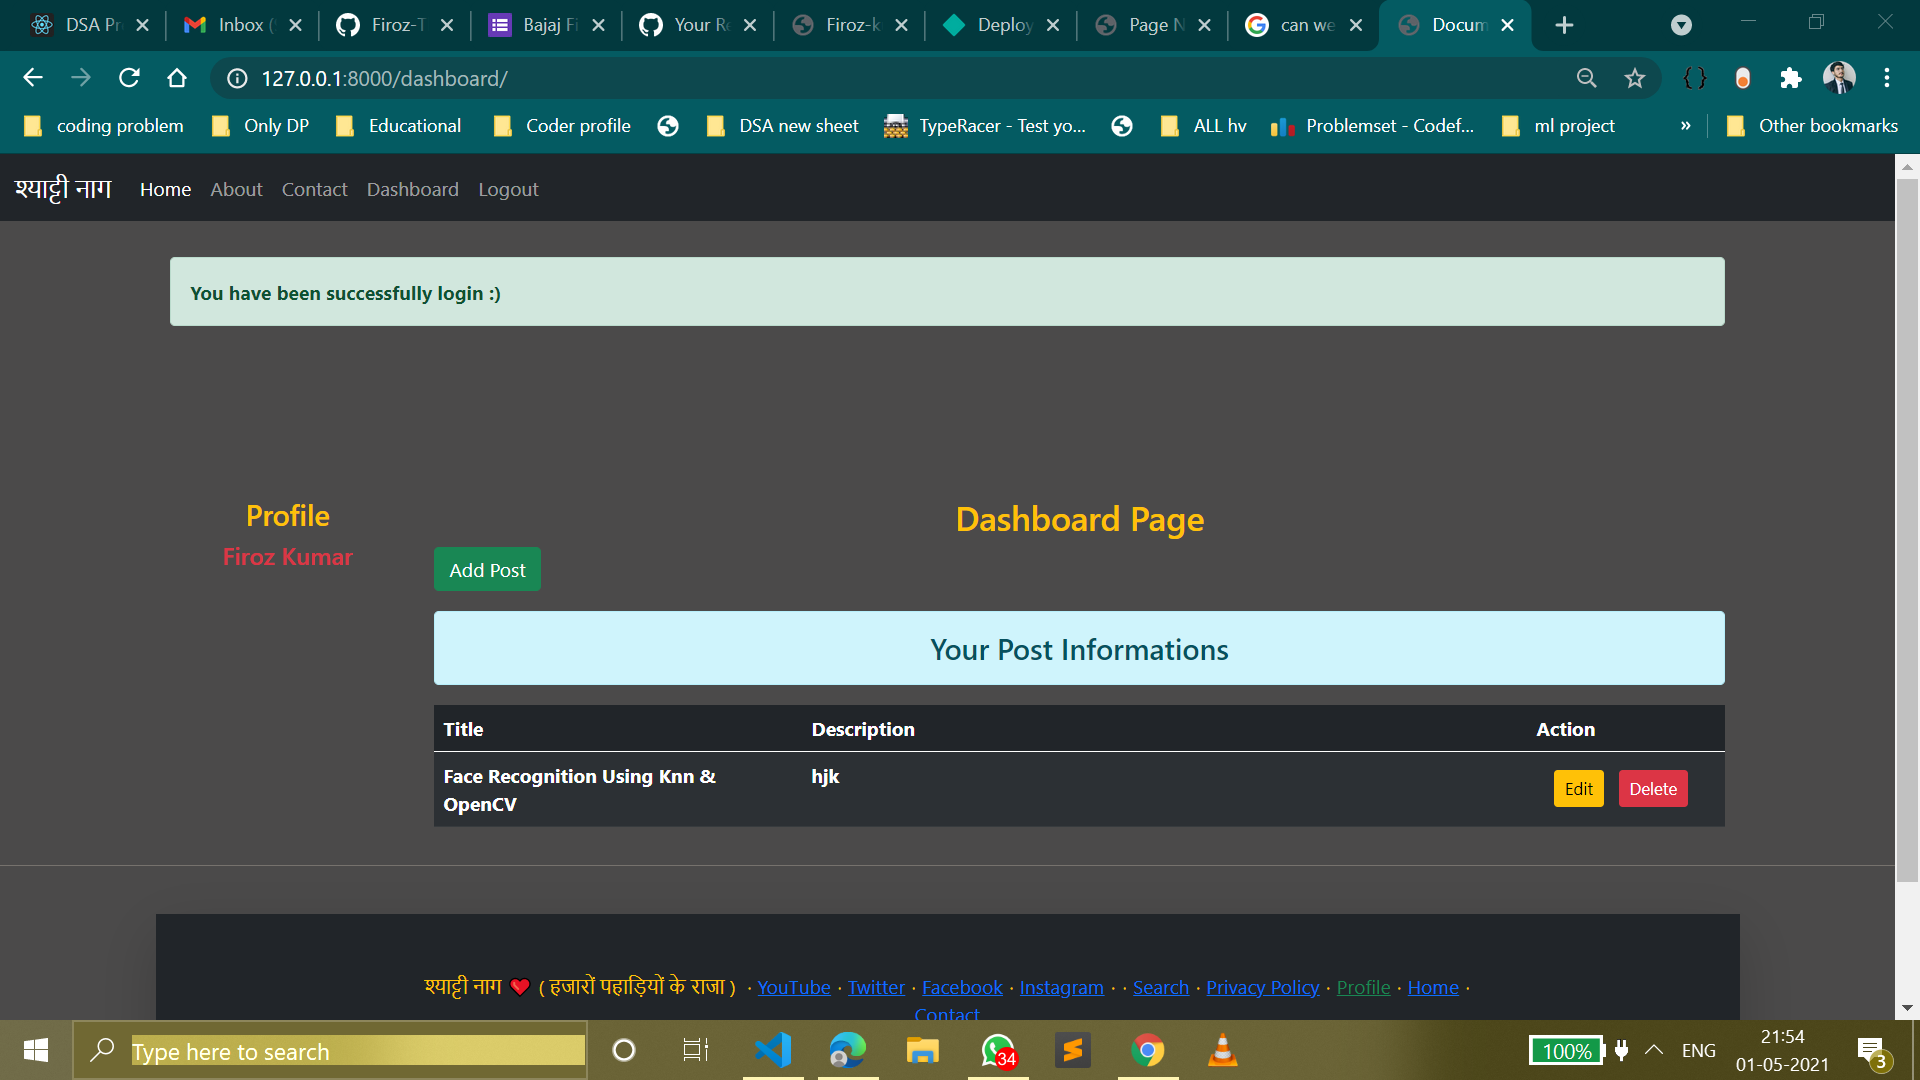 DSA Pr
Inbox (
Firoz-T
Bajaj Fi
Your Re
Firoz-k
Deploy
Page N
can we
Docum
127.0.0.1:8000/dashboard/
coding problem
Only DP
Educational
Coder profile
DSA new sheet
TypeRacer - Test yo...
ALL hv
Problemset - Codef...
ml project
»
Other bookmarks
श्याट्टी नाग Home About Contact Dashboard Logout
You have been successfully login :)
Profile
Firoz Kumar
Dashboard Page
Add Post
Your Post Informations
Title Description Action
Face Recognition Using Knn &
OpenCV
hjk
Edit Delete
श्याट्टी नाग ❤ ( हजारों पहाड़ियों के राजा ) · YouTube · Twitter · Facebook · Instagram · · Search · Privacy Policy · Profile · Home ·
Contact
Type here to search
34
100%
ENG
21:54
01-05-2021
3